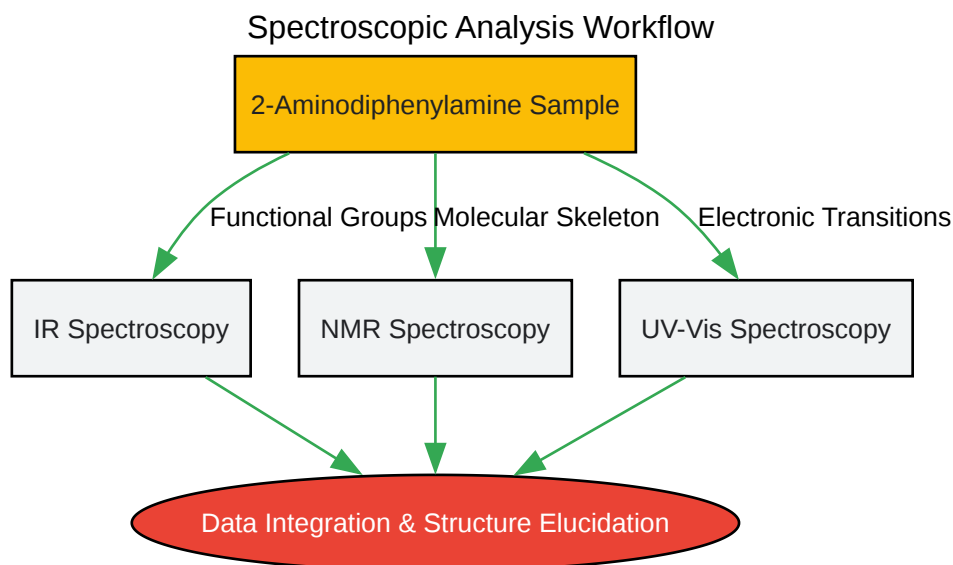 Spectroscopic Analysis Workflow
2-Aminodiphenylamine Sample
Functional Groups
Molecular Skeleton
Electronic Transitions
IR Spectroscopy
NMR Spectroscopy
UV-Vis Spectroscopy
Data Integration & Structure Elucidation